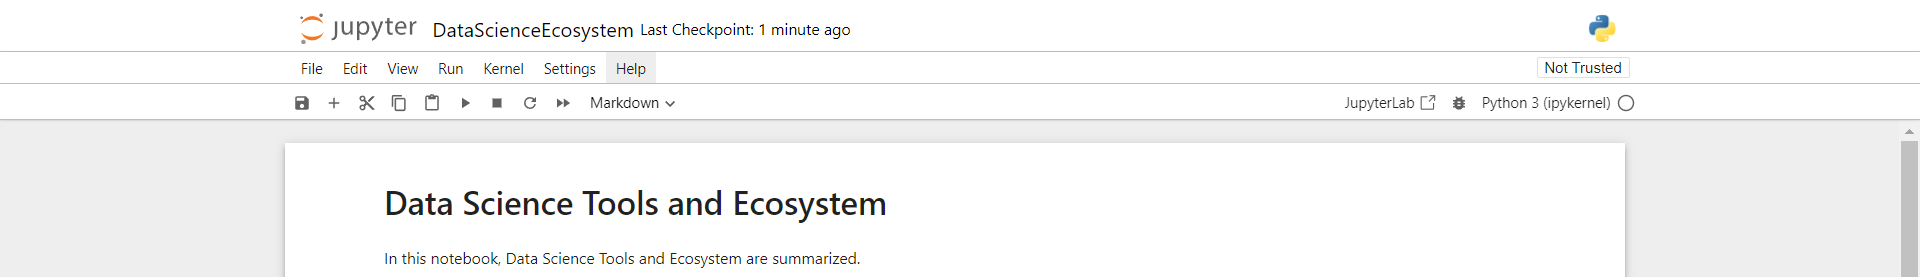 jupyter DataScienceEcosystem Last Checkpoint: 1 minute ago
File Edit View Run Kernel Settings Help Not Trusted
Markdown JupyterLab Python 3 (ipykernel)
Data Science Tools and Ecosystem
In this notebook, Data Science Tools and Ecosystem are summarized.